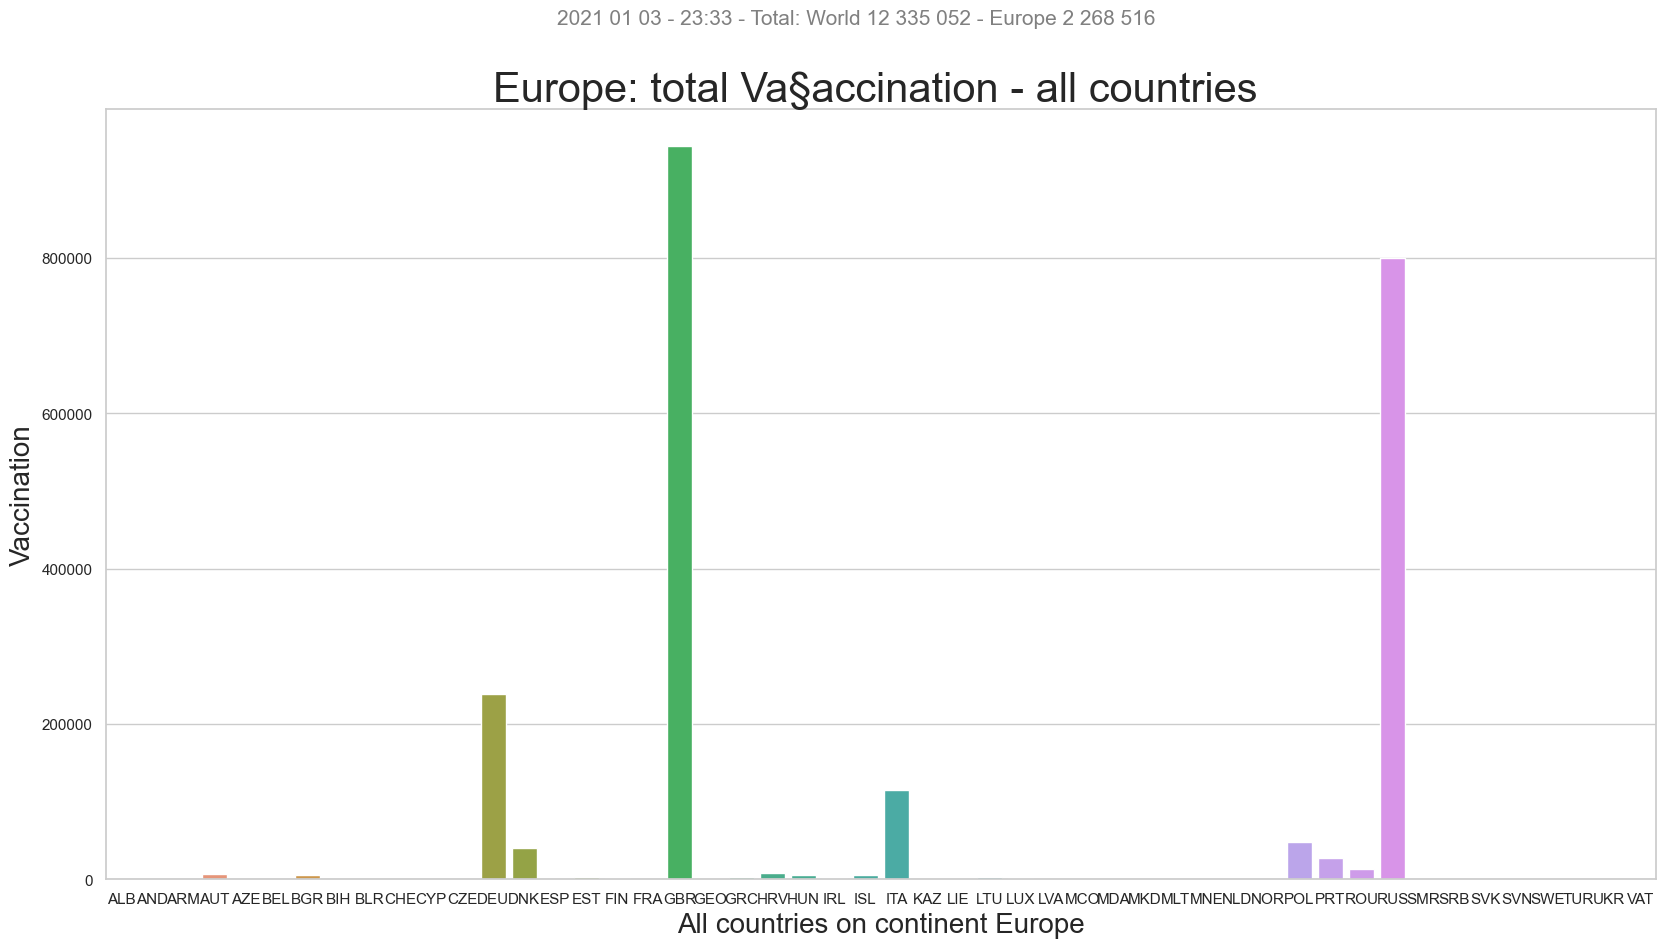 2021 01 03 - 23:33 - Total: World 12 335 052 - Europe 2 268 516
Europe: total Va§accination - all countries
Vaccination
800000
600000
400000
200000
0
ALB AND ARM AUT AZE BEL BGR BIH BLR CHE CYP CZE DEU DNK ESP EST FIN FRA GBR GEO GRC HRV HUN IRL ISL ITA KAZ LIE LTU LUX LVA MCO MDA MKD MLT MNE NLD NOR POL PRT ROU RUS SMR SRB SVK SVN SWE TUR UKR VAT
All countries on continent Europe